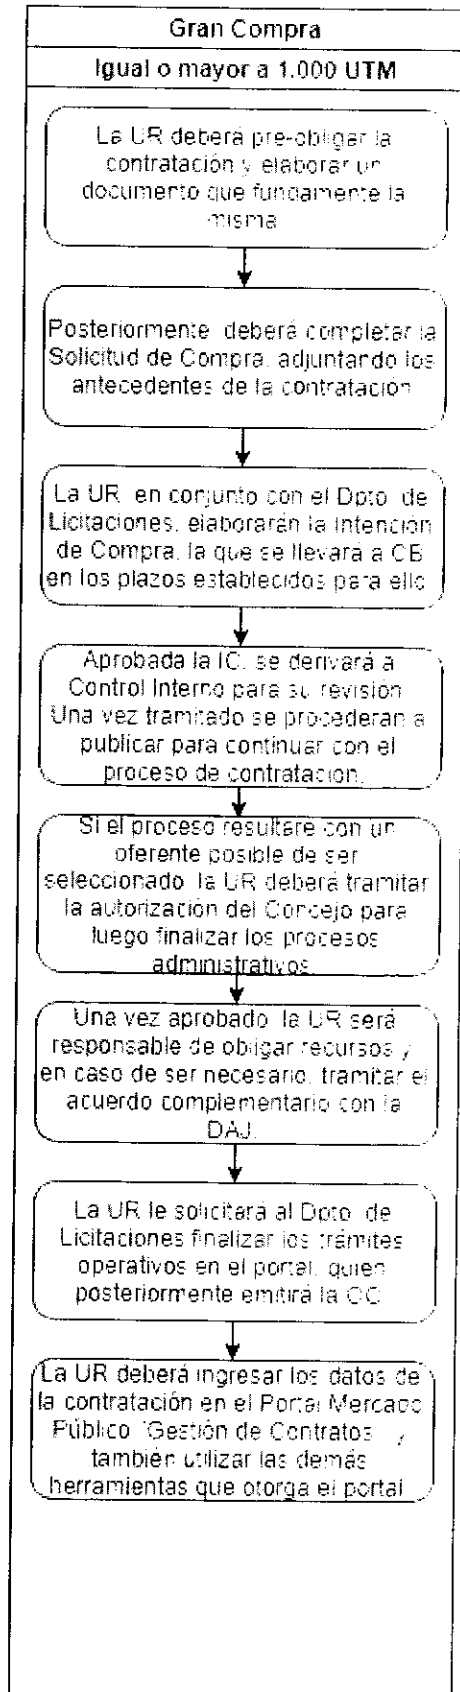 Gran Compra
Igual o mayor a 1.000 UTM
La UR deberá pre-obligar la
contratación y elaborar un
documento que fundamente la
misma
Posteriormente deberá completar la
Solicitud de Compra, adjuntando los
antecedentes de la contratación
La UR en conjunto con el Dpto. de
Licitaciones, elaborarán la Intención
de Compra, la que se llevará a CB
en los plazos establecidos para ello
Aprobada la IC, se derivará a
Control Interno para su revisión
Una vez tramitado se procederan a
publicar para continuar con el
proceso de contratación.
Si el proceso resultare con un
oferente posible de ser
seleccionado la UR deberá tramitar
la autorización del Concejo para
luego finalizar los procesos
administrativos.
Una vez aprobado la UR será
responsable de obligar recursos y
en caso de ser necesario, tramitar el
acuerdo complementario con la
DAJ.
La UR le solicitará al Dpto. de
Licitaciones finalizar los trámites
operativos en el portal, quien
posteriormente emitirá la OC
La UR deberá ingresar los datos de
la contratación en el Portal Mercado
Público "Gestión de Contratos" y
también utilizar las demás
herramientas que otorga el portal